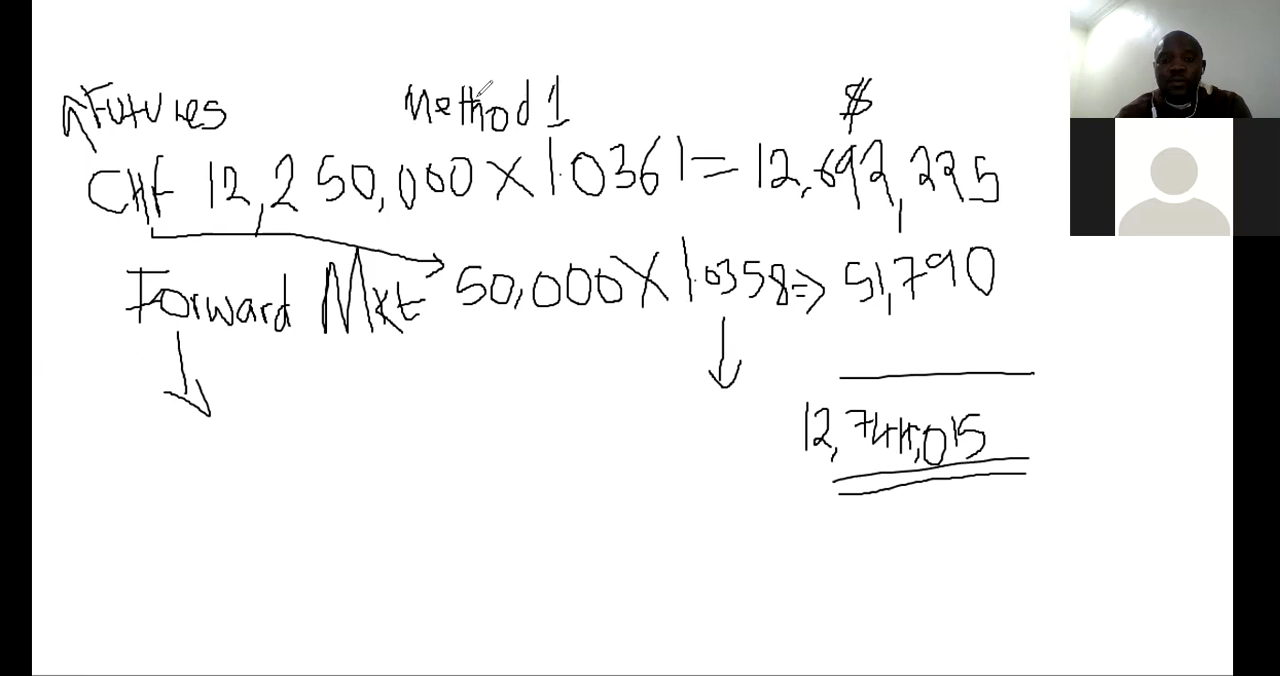 Futures Method 1 $
CHF 12,250,000 X 1.0361 = 12,692,225
Forward Mkt 50,000 X 1.0358 => 51,790
12,744,015